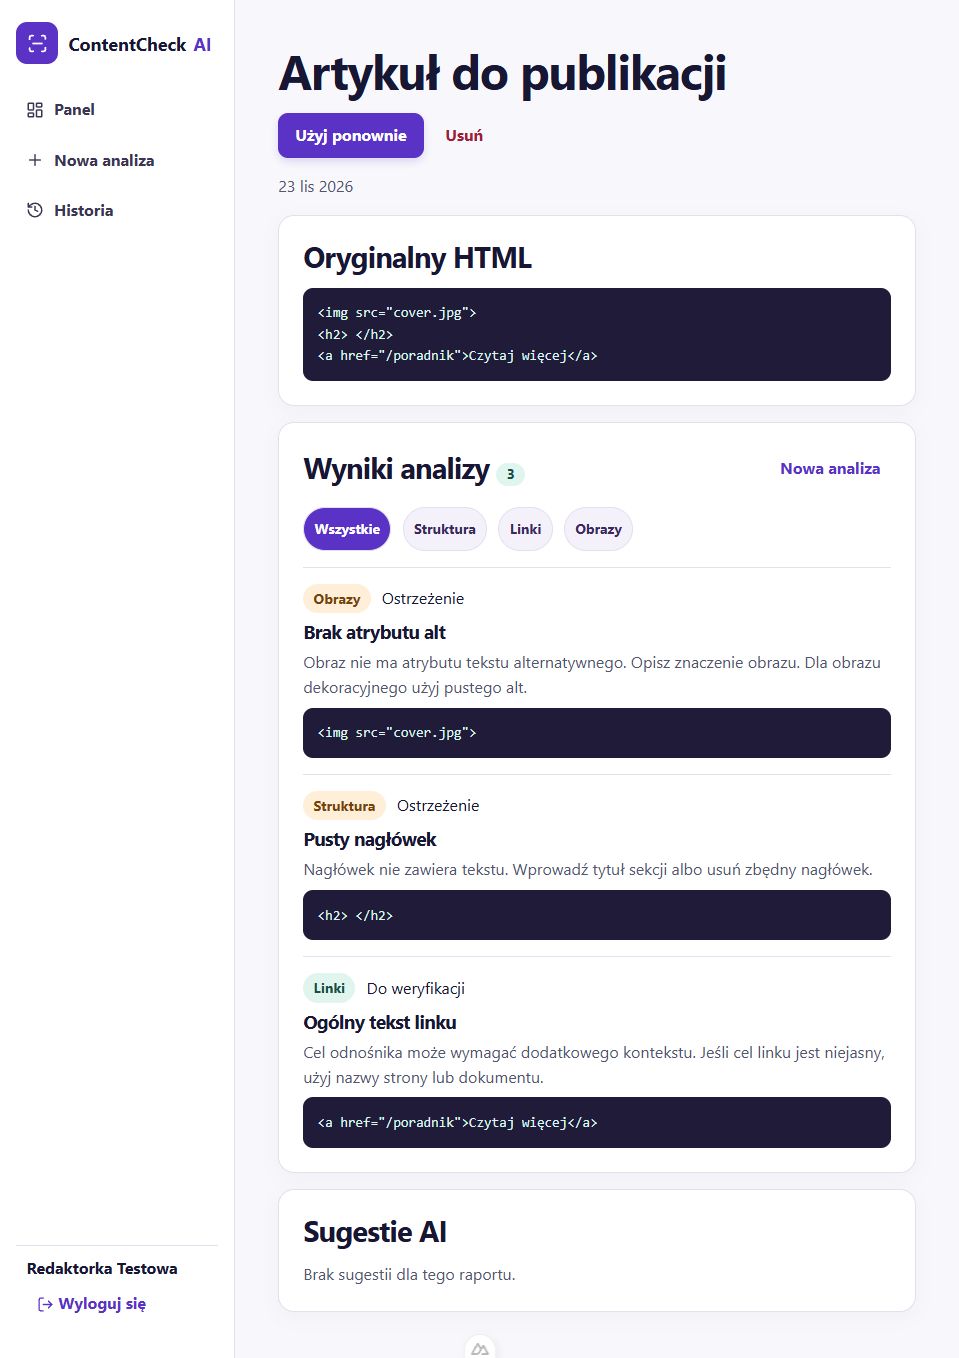 ContentCheck AI
Panel
Nowa analiza
Historia
Redaktorka Testowa
Wyloguj się
Artykuł do publikacji
Użyj ponownie Usuń
23 lis 2026
Oryginalny HTML
<img src="cover.jpg">
<h2> </h2>
<a href="/poradnik">Czytaj więcej</a>
Wyniki analizy 3 Nowa analiza
Wszystkie Struktura Linki Obrazy
Obrazy Ostrzeżenie
Brak atrybutu alt
Obraz nie ma atrybutu tekstu alternatywnego. Opisz znaczenie obrazu. Dla obrazu
dekoracyjnego użyj pustego alt.
<img src="cover.jpg">
Struktura Ostrzeżenie
Pusty nagłówek
Nagłówek nie zawiera tekstu. Wprowadź tytuł sekcji albo usuń zbędny nagłówek.
<h2> </h2>
Linki Do weryfikacji
Ogólny tekst linku
Cel odnośnika może wymagać dodatkowego kontekstu. Jeśli cel linku jest niejasny,
użyj nazwy strony lub dokumentu.
<a href="/poradnik">Czytaj więcej</a>
Sugestie AI
Brak sugestii dla tego raportu.